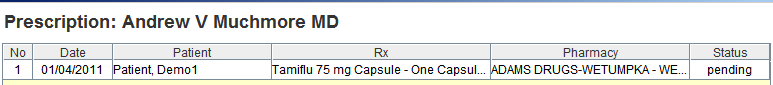 Prescription: Andrew V Muchmore MD
No Date Patient Rx Pharmacy Status
1 01/04/2011 Patient, Demo1 Tamiflu 75 mg Capsule - One Capsul... ADAMS DRUGS-WETUMPKA - WE... pending